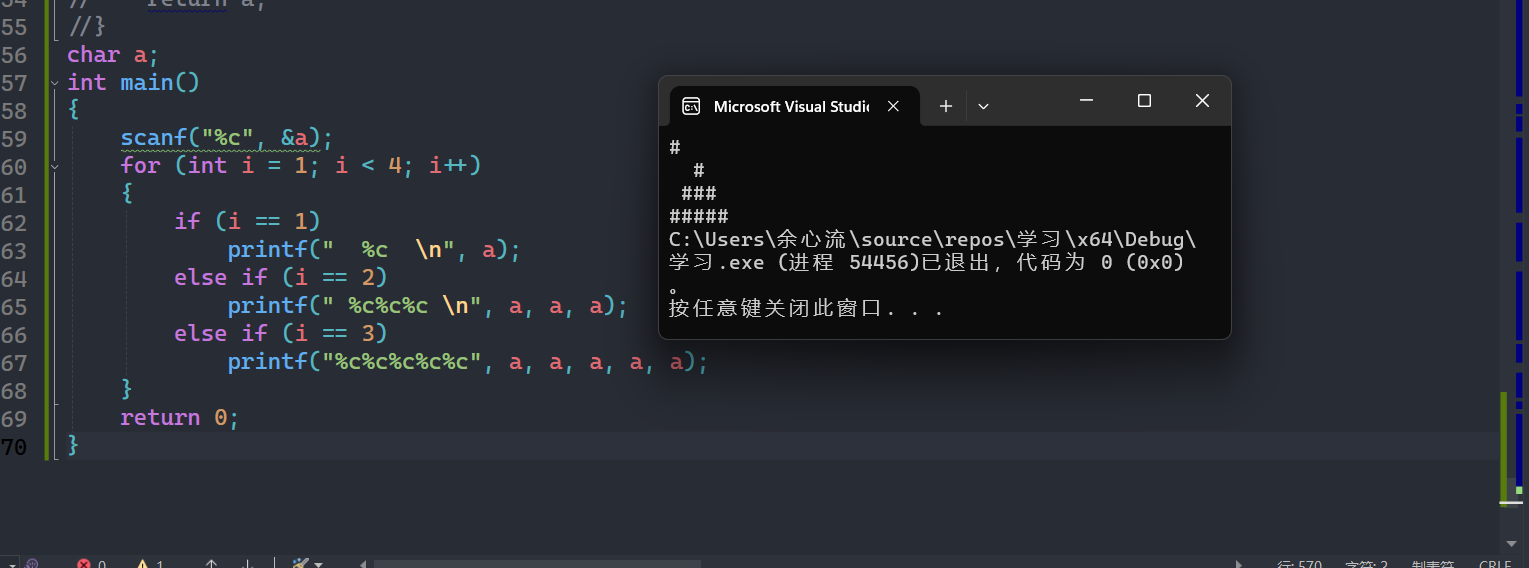 54 //    return a;
55 //}
56 char a;
57 int main()
58 {
59     scanf("%c", &a);
60     for (int i = 1; i < 4; i++)
61     {
62         if (i == 1)
63             printf("  %c  \n", a);
64         else if (i == 2)
65             printf(" %c%c%c \n", a, a, a);
66         else if (i == 3)
67             printf("%c%c%c%c%c", a, a, a, a, a);
68     }
69     return 0;
70 }
Microsoft Visual Studi
#
  #
 ###
#####
C:\Users\余心流\source\repos\学习\x64\Debug\
学习.exe (进程 54456)已退出，代码为 0 (0x0)
。
按任意键关闭此窗口. . .
0 1 行: 570 字符: 2 制表符 CRLF